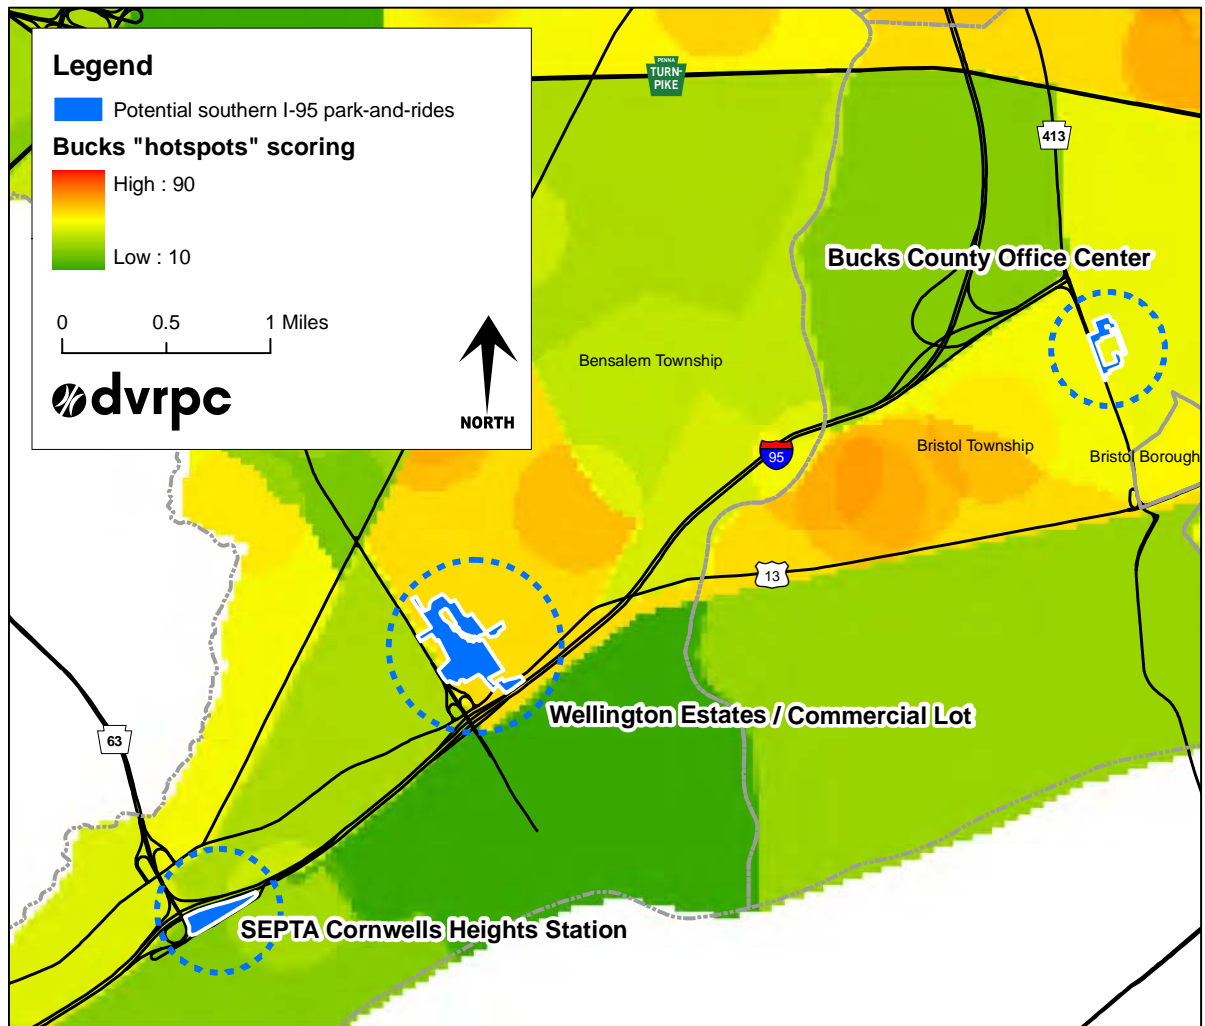 Legend
Potential southern I-95 park-and-rides
Bucks "hotspots" scoring
High : 90
Low : 10
0 0.5 1 Miles
dvrpc
NORTH
PENNA
TURN-
PIKE
413
Bucks County Office Center
Bensalem Township
Bristol Township
95
Bristol Borough
13
Wellington Estates / Commercial Lot
63
SEPTA Cornwells Heights Station